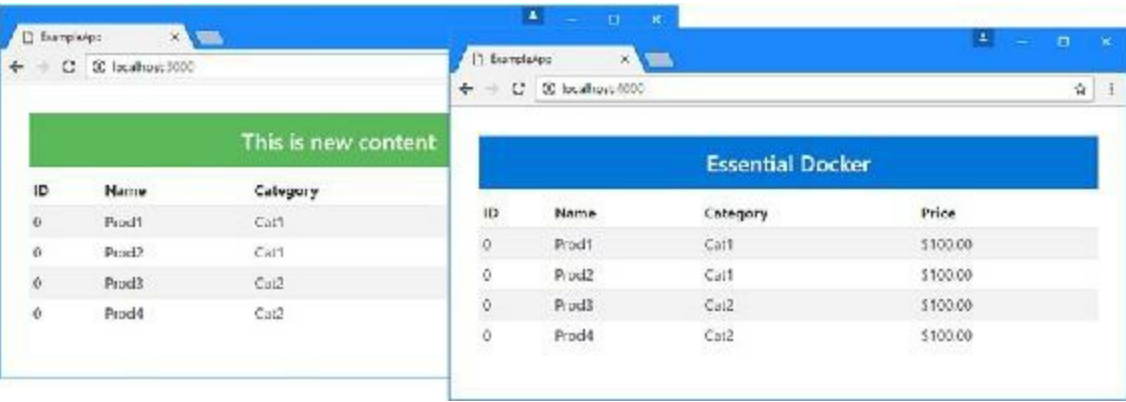 ExampleApp
localhost:3000
This is new content
ID Name Category
0 Prod1 Cat1
0 Prod2 Cat1
0 Prod3 Cat2
0 Prod4 Cat2
ExampleApp
localhost:4000
Essential Docker
ID Name Category Price
0 Prod1 Cat1 $100.00
0 Prod2 Cat1 $100.00
0 Prod3 Cat2 $100.00
0 Prod4 Cat2 $100.00